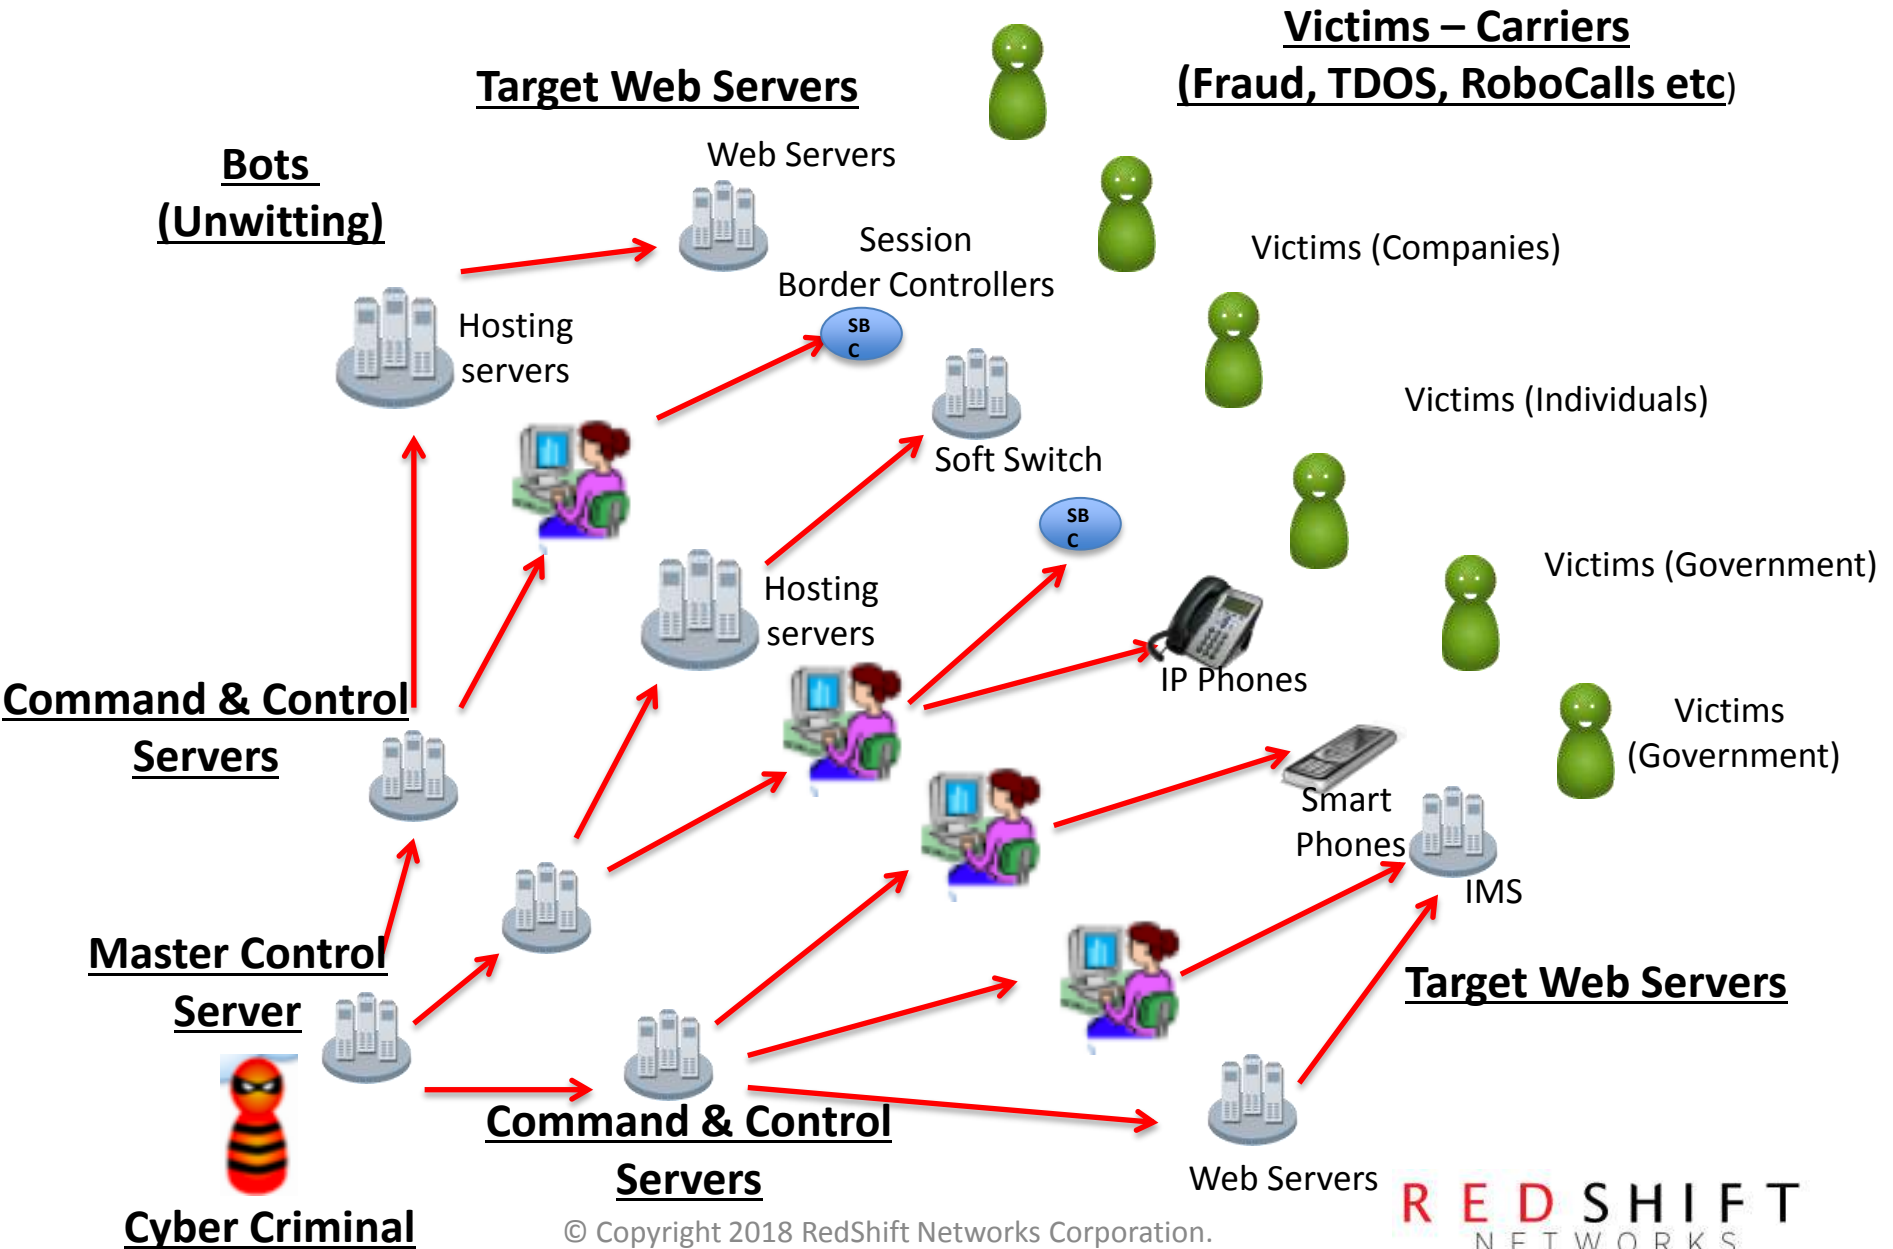 Victims – Carriers
(Fraud, TDOS, RoboCalls etc)
Target Web Servers
Bots
(Unwitting)
Web Servers
Session
Border Controllers
Victims (Companies)
Hosting
servers
SB
C
Victims (Individuals)
Soft Switch
SB
C
Victims (Government)
Hosting
servers
IP Phones
Command & Control
Servers
Victims
(Government)
Smart
Phones
IMS
Master Control
Server
Target Web Servers
Command & Control
Servers
Web Servers
Cyber Criminal
© Copyright 2018 RedShift Networks Corporation.
REDSHIFT
NETWORKS